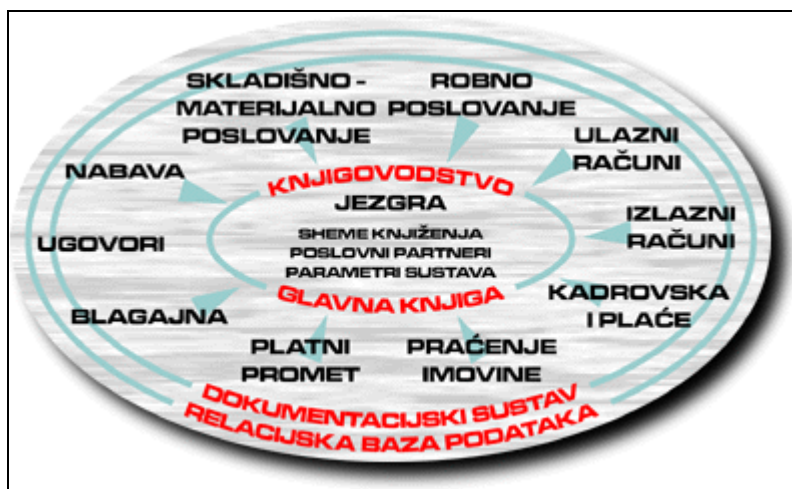 SKLADIŠNO -
MATERIJALNO
POSLOVANJE
ROBNO
POSLOVANJE
ULAZNI
RAČUNI
NABAVA
KNJIGOVODSTVO
JEZGRA
SHEME KNJIŽENJA
POSLOVNI PARTNERI
PARAMETRI SUSTAVA
GLAVNA KNJIGA
IZLAZNI
RAČUNI
UGOVORI
KADROVSKA
I PLAĆE
BLAGAJNA
PLATNI
PROMET
PRAĆENJE
IMOVINE
DOKUMENTACIJSKI SUSTAV
RELACIJSKA BAZA PODATAKA